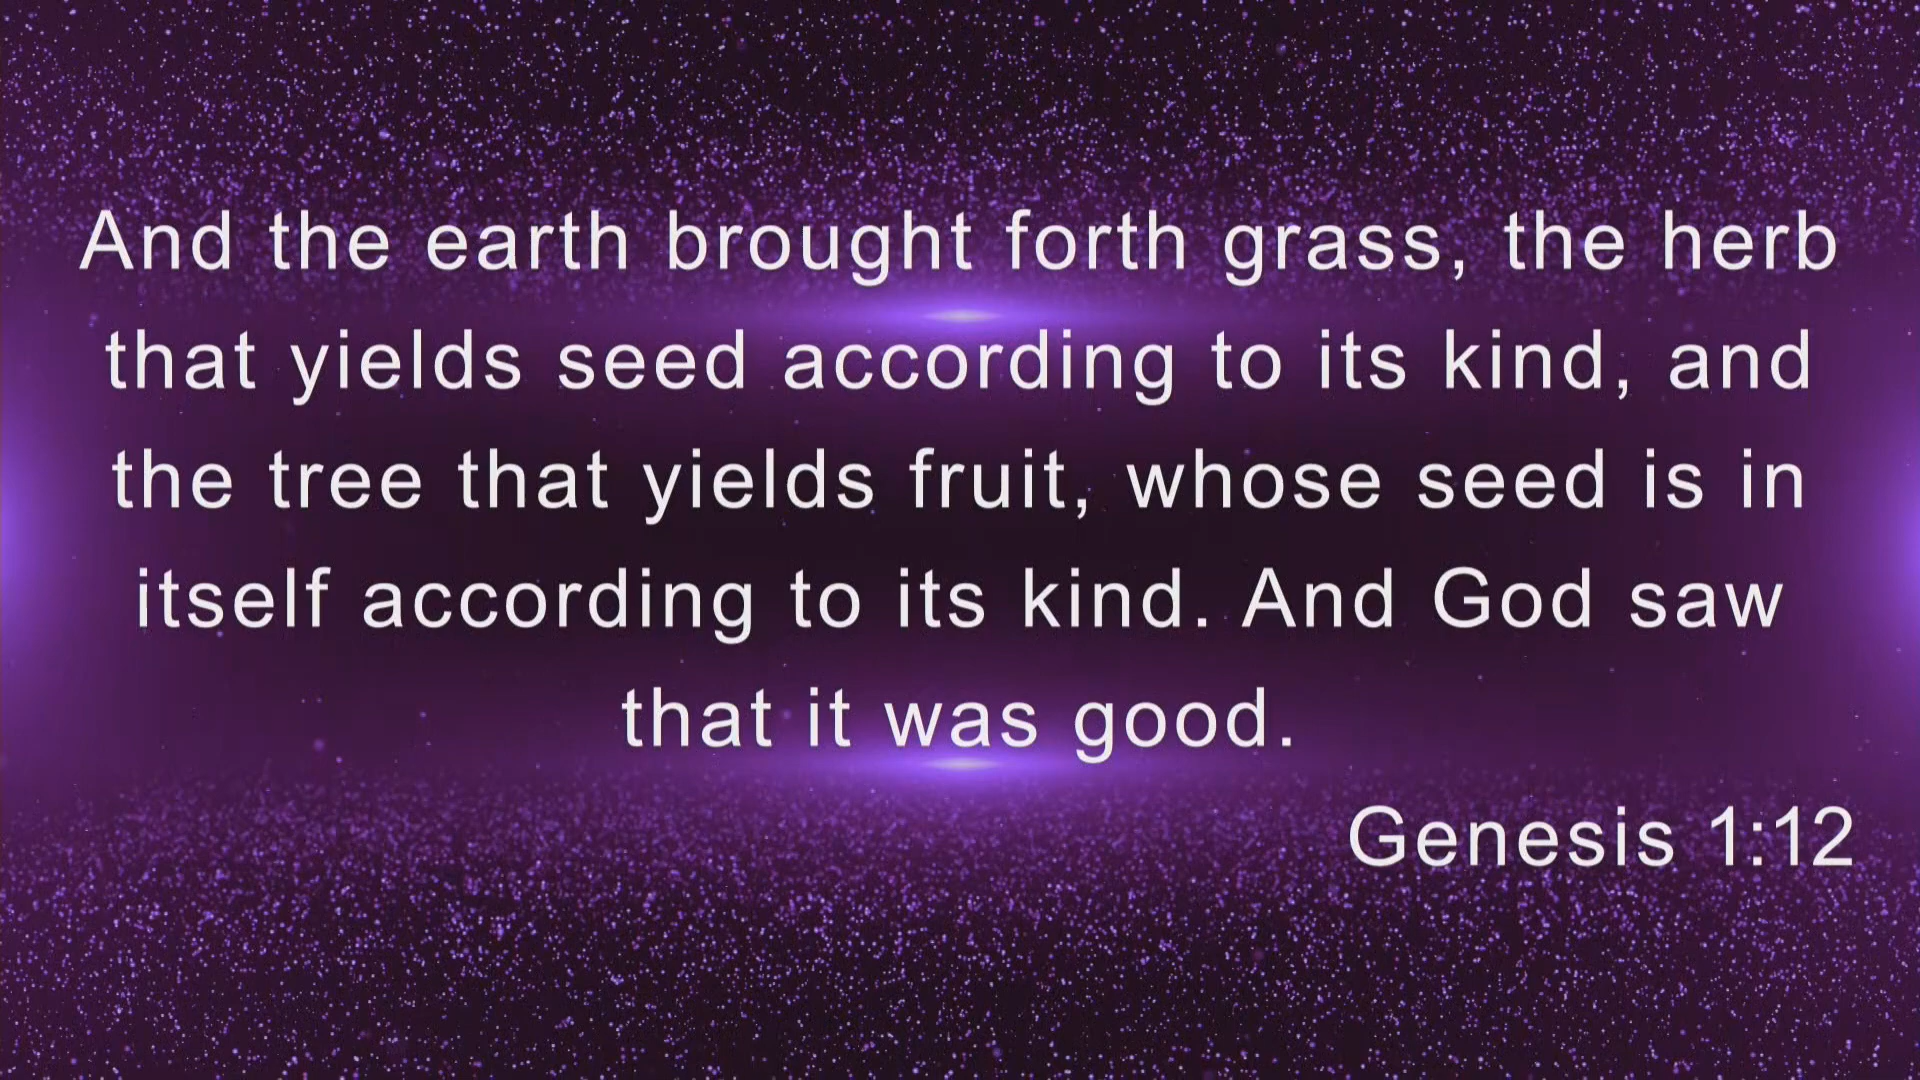 And the earth brought forth grass, the herb
that yields seed according to its kind, and
the tree that yields fruit, whose seed is in
itself according to its kind. And God saw
that it was good.
Genesis 1:12